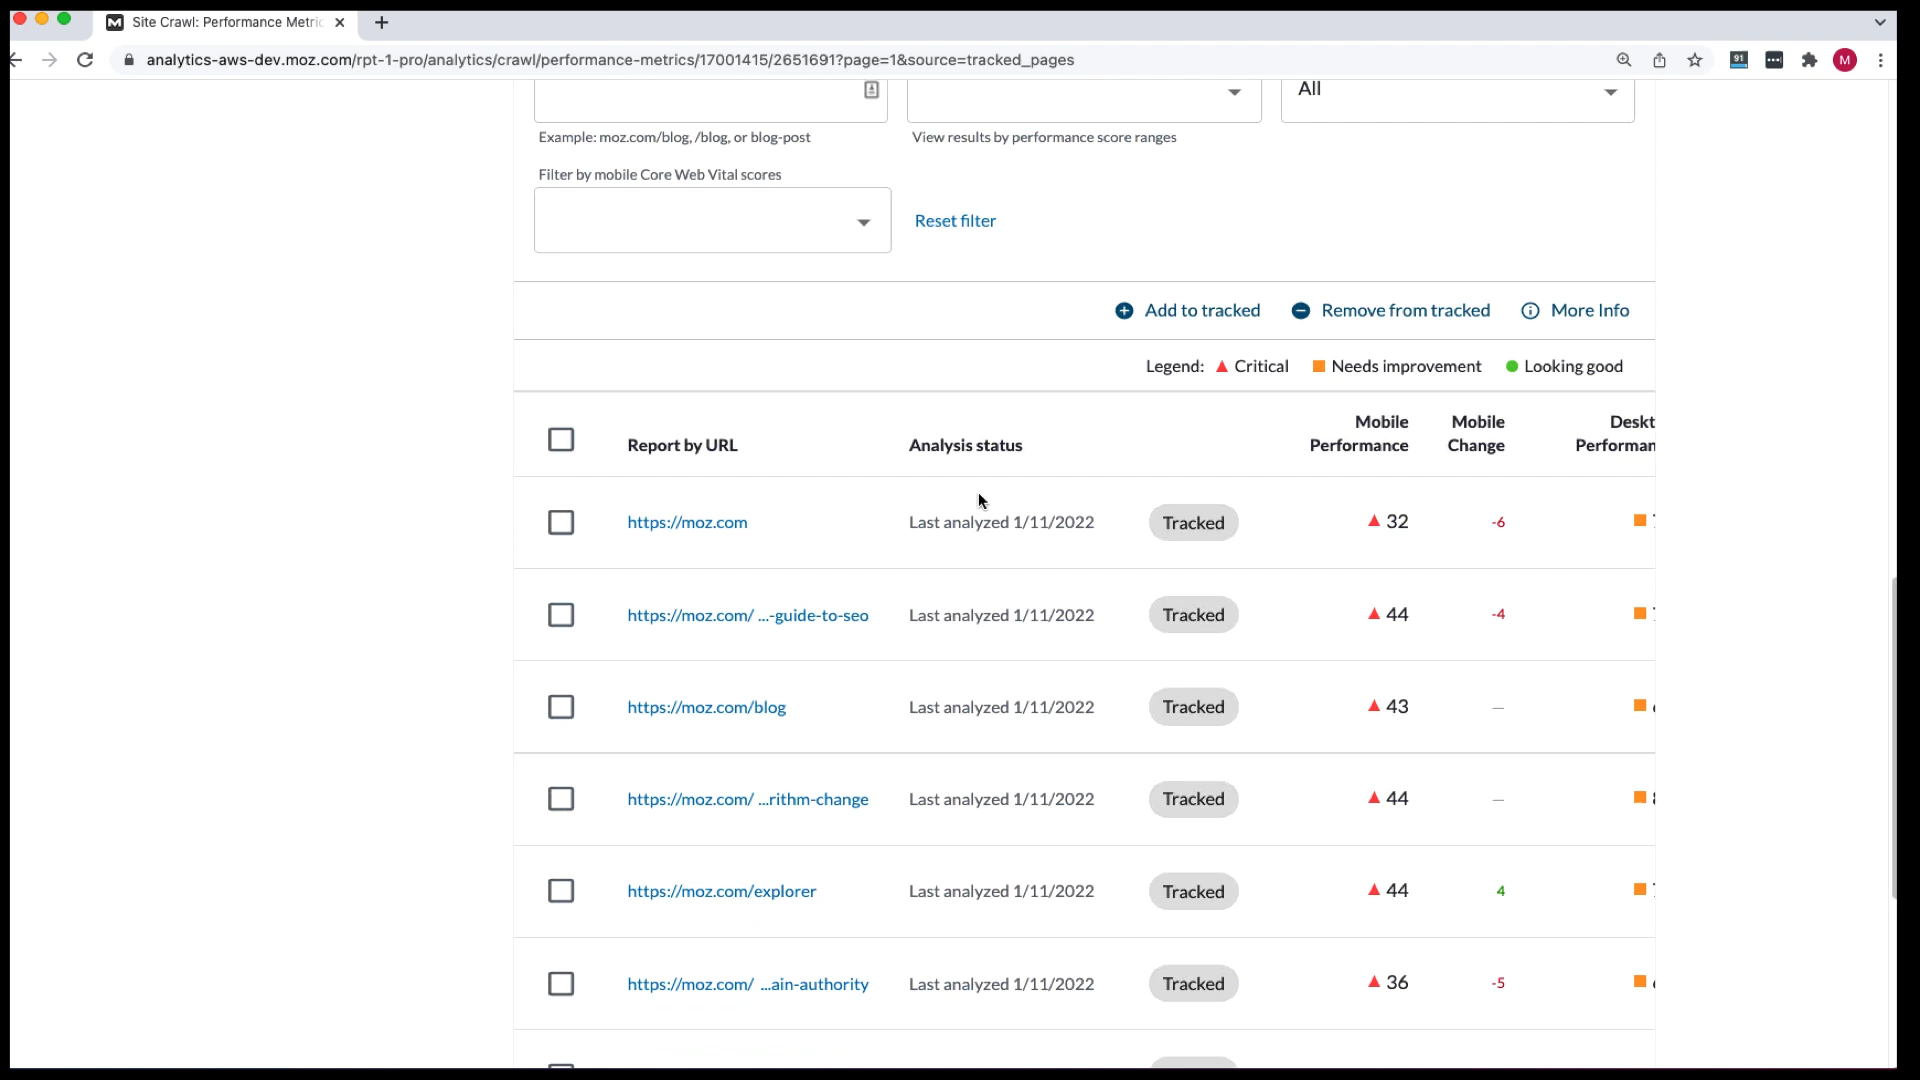 Site Crawl: Performance Metric
analytics-aws-dev.moz.com/rpt-1-pro/analytics/crawl/performance-metrics/17001415/2651691?page=1&source=tracked_pages
91
M
All
Example: moz.com/blog, /blog, or blog-post
View results by performance score ranges
Filter by mobile Core Web Vital scores
Reset filter
Add to tracked
Remove from tracked
More Info
Legend: Critical Needs improvement Looking good
Report by URL
Analysis status
Mobile Performance
Mobile Change
Deskt
Performan
https://moz.com Last analyzed 1/11/2022 Tracked 32 -6
https://moz.com/ ...-guide-to-seo Last analyzed 1/11/2022 Tracked 44 -4
https://moz.com/blog Last analyzed 1/11/2022 Tracked 43 —
https://moz.com/ ...rithm-change Last analyzed 1/11/2022 Tracked 44 —
https://moz.com/explorer Last analyzed 1/11/2022 Tracked 44 4
https://moz.com/ ...ain-authority Last analyzed 1/11/2022 Tracked 36 -5